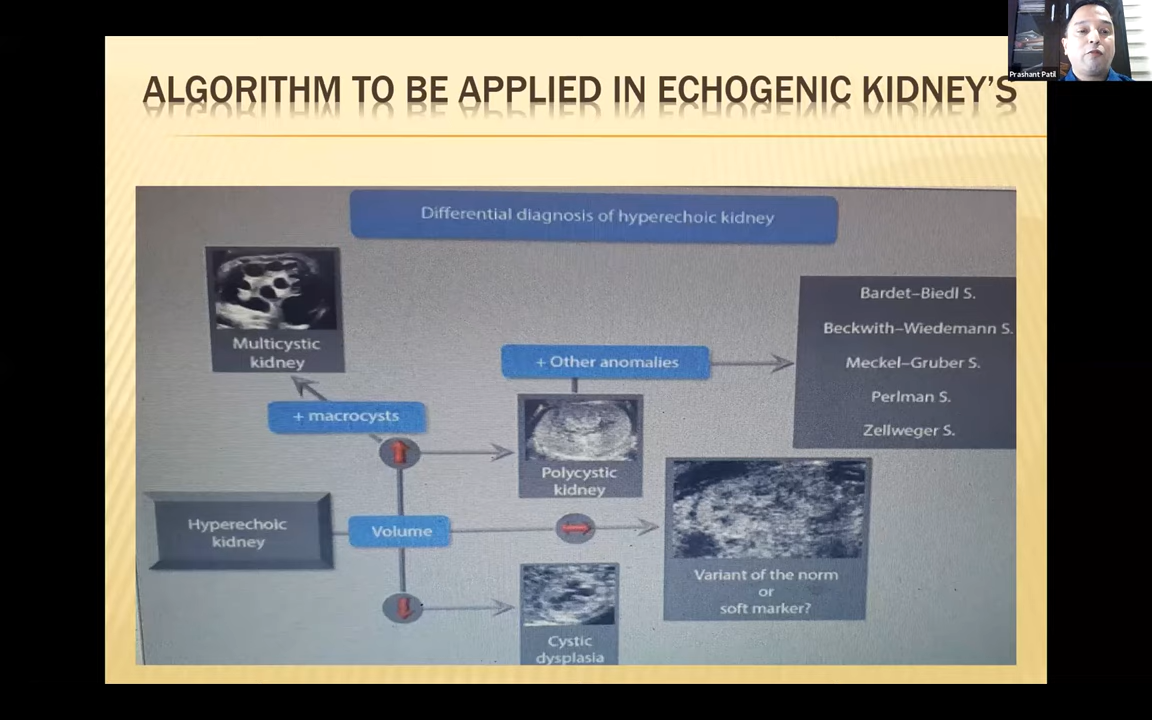 Prashant Patil
ALGORITHM TO BE APPLIED IN ECHOGENIC KIDNEY'S
Differential diagnosis of hyperechoic kidney
Multicystic
kidney
+ macrocysts
+ Other anomalies
Bardet–Biedl S.
Beckwith–Wiedemann S.
Meckel–Gruber S.
Perlman S.
Zellweger S.
Polycystic
kidney
Hyperechoic
kidney
Volume
Variant of the norm
or
soft marker?
Cystic
dysplasia